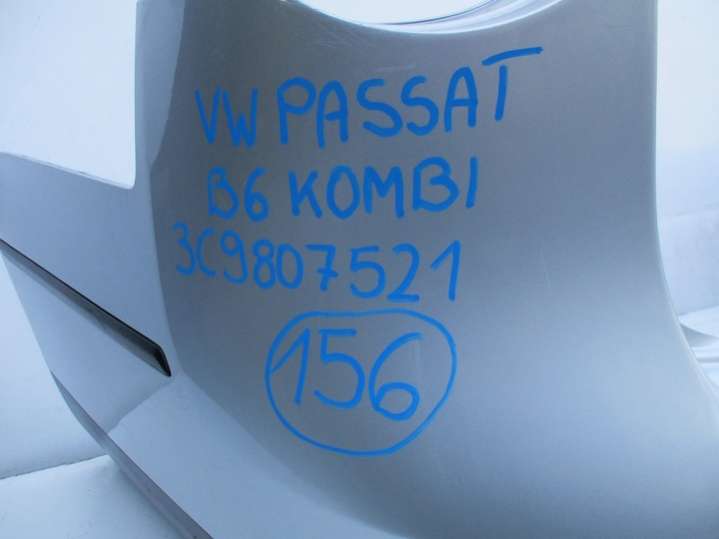 VW PASSAT
B6 KOMBI
3C9807521
156